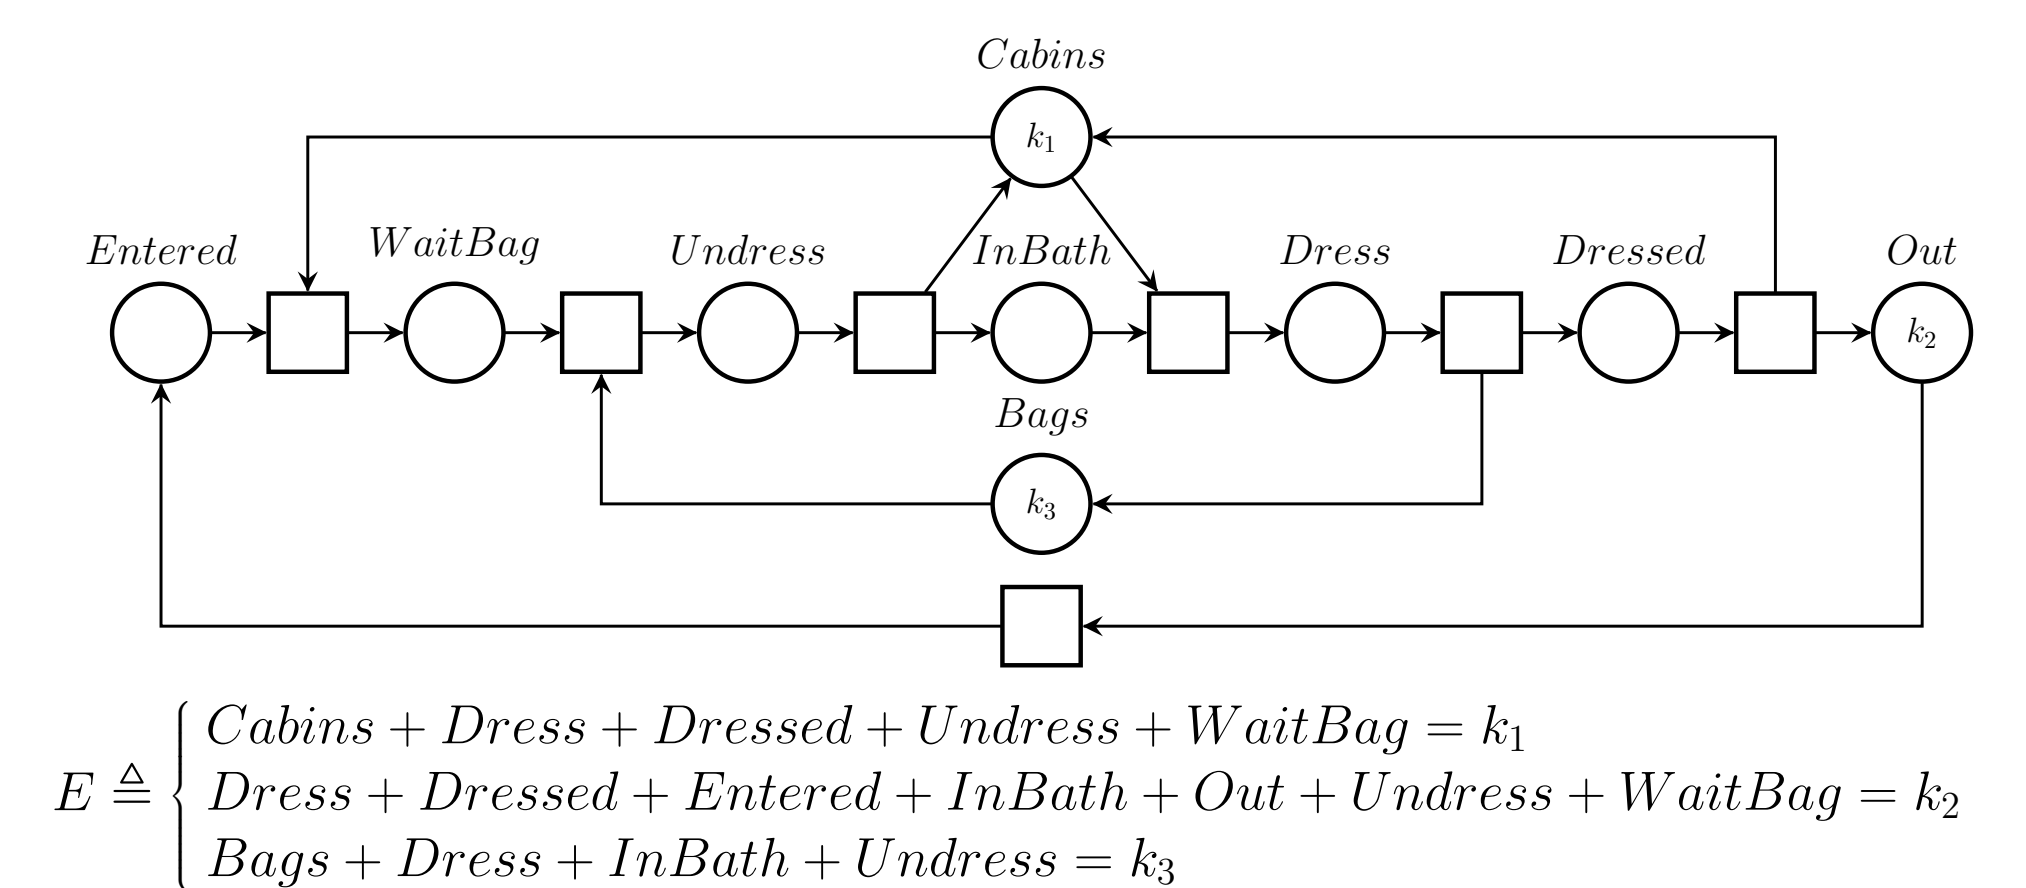 Cabins
k₁
Entered
WaitBag
Undress
InBath
Dress
Dressed
Out
k₂
Bags
k₃
E ≜ { Cabins + Dress + Dressed + Undress + WaitBag = k₁
Dress + Dressed + Entered + InBath + Out + Undress + WaitBag = k₂
Bags + Dress + InBath + Undress = k₃